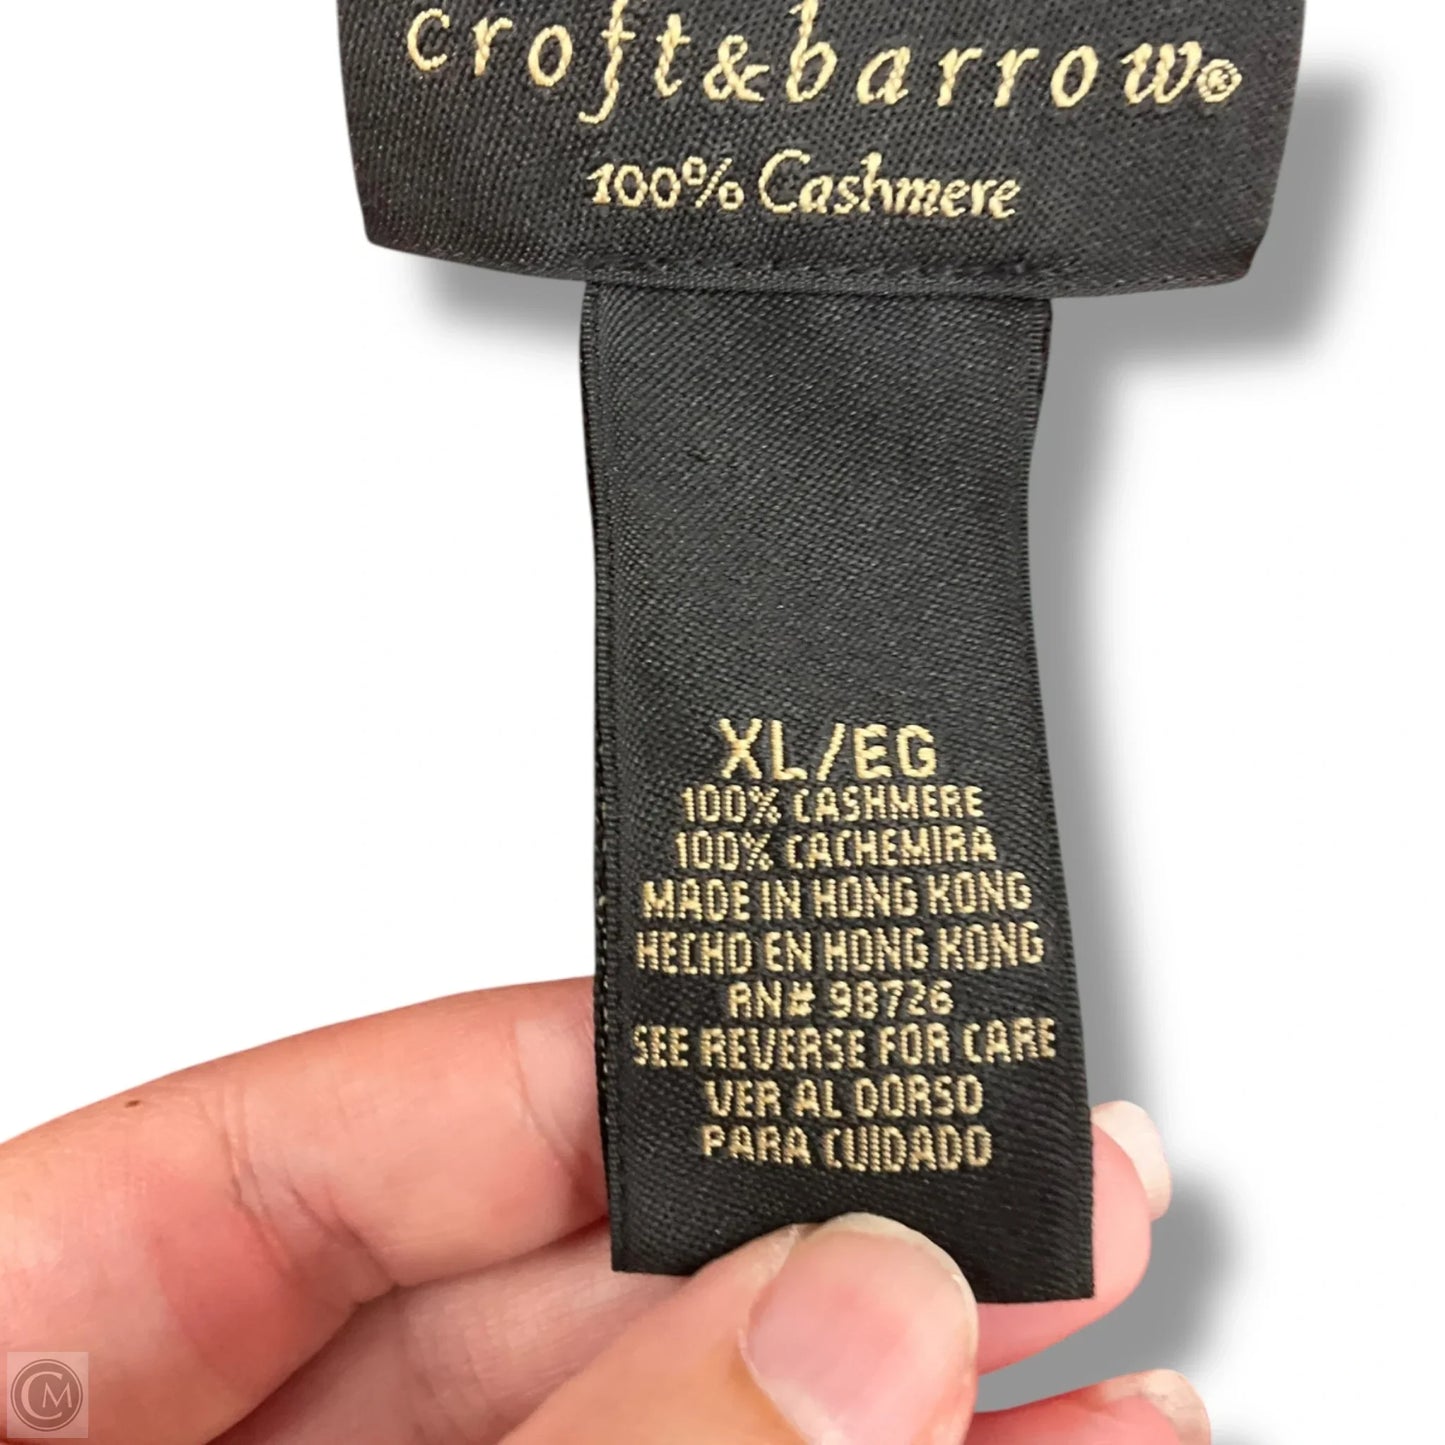 croft&barrow®
100% Cashmere
XL/EG
100% CASHMERE
100% CACHEMIRA
MADE IN HONG KONG
HECHO EN HONG KONG
RN# 98726
SEE REVERSE FOR CARE
VER AL DORSO
PARA CUIDADO
CM